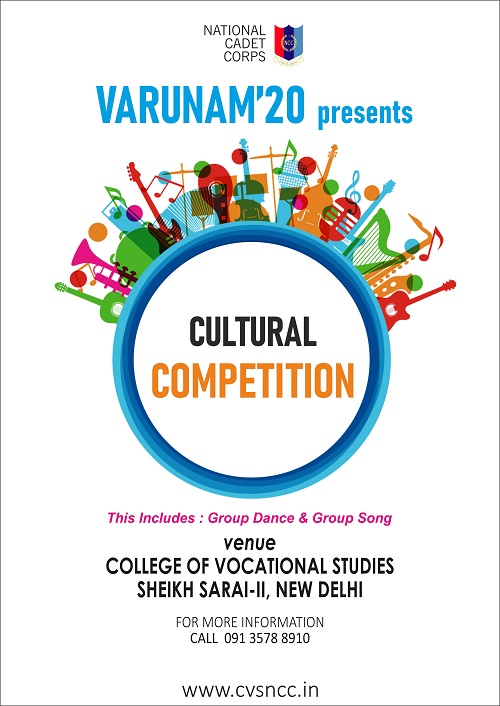 NATIONAL
CADET
CORPS
NCC
VARUNAM'20 presents
CULTURAL
COMPETITION
This Includes : Group Dance & Group Song
venue
COLLEGE OF VOCATIONAL STUDIES
SHEIKH SARAI-II, NEW DELHI
FOR MORE INFORMATION
CALL 091 3578 8910
www.cvsncc.in